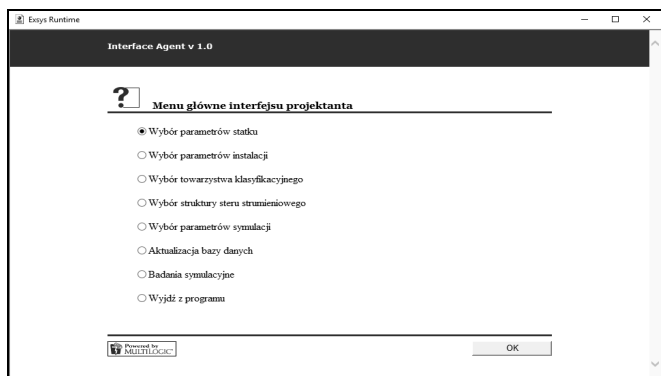 Exsys Runtime
Interface Agent v 1.0
? Menu główne interfejsu projektanta
Wybór parametrów statku
Wybór parametrów instalacji
Wybór towarzystwa klasyfikacyjnego
Wybór struktury steru strumieniowego
Wybór parametrów symulacji
Aktualizacja bazy danych
Badania symulacyjne
Wyjdź z programu
Powered by
MULTILOGIC
OK